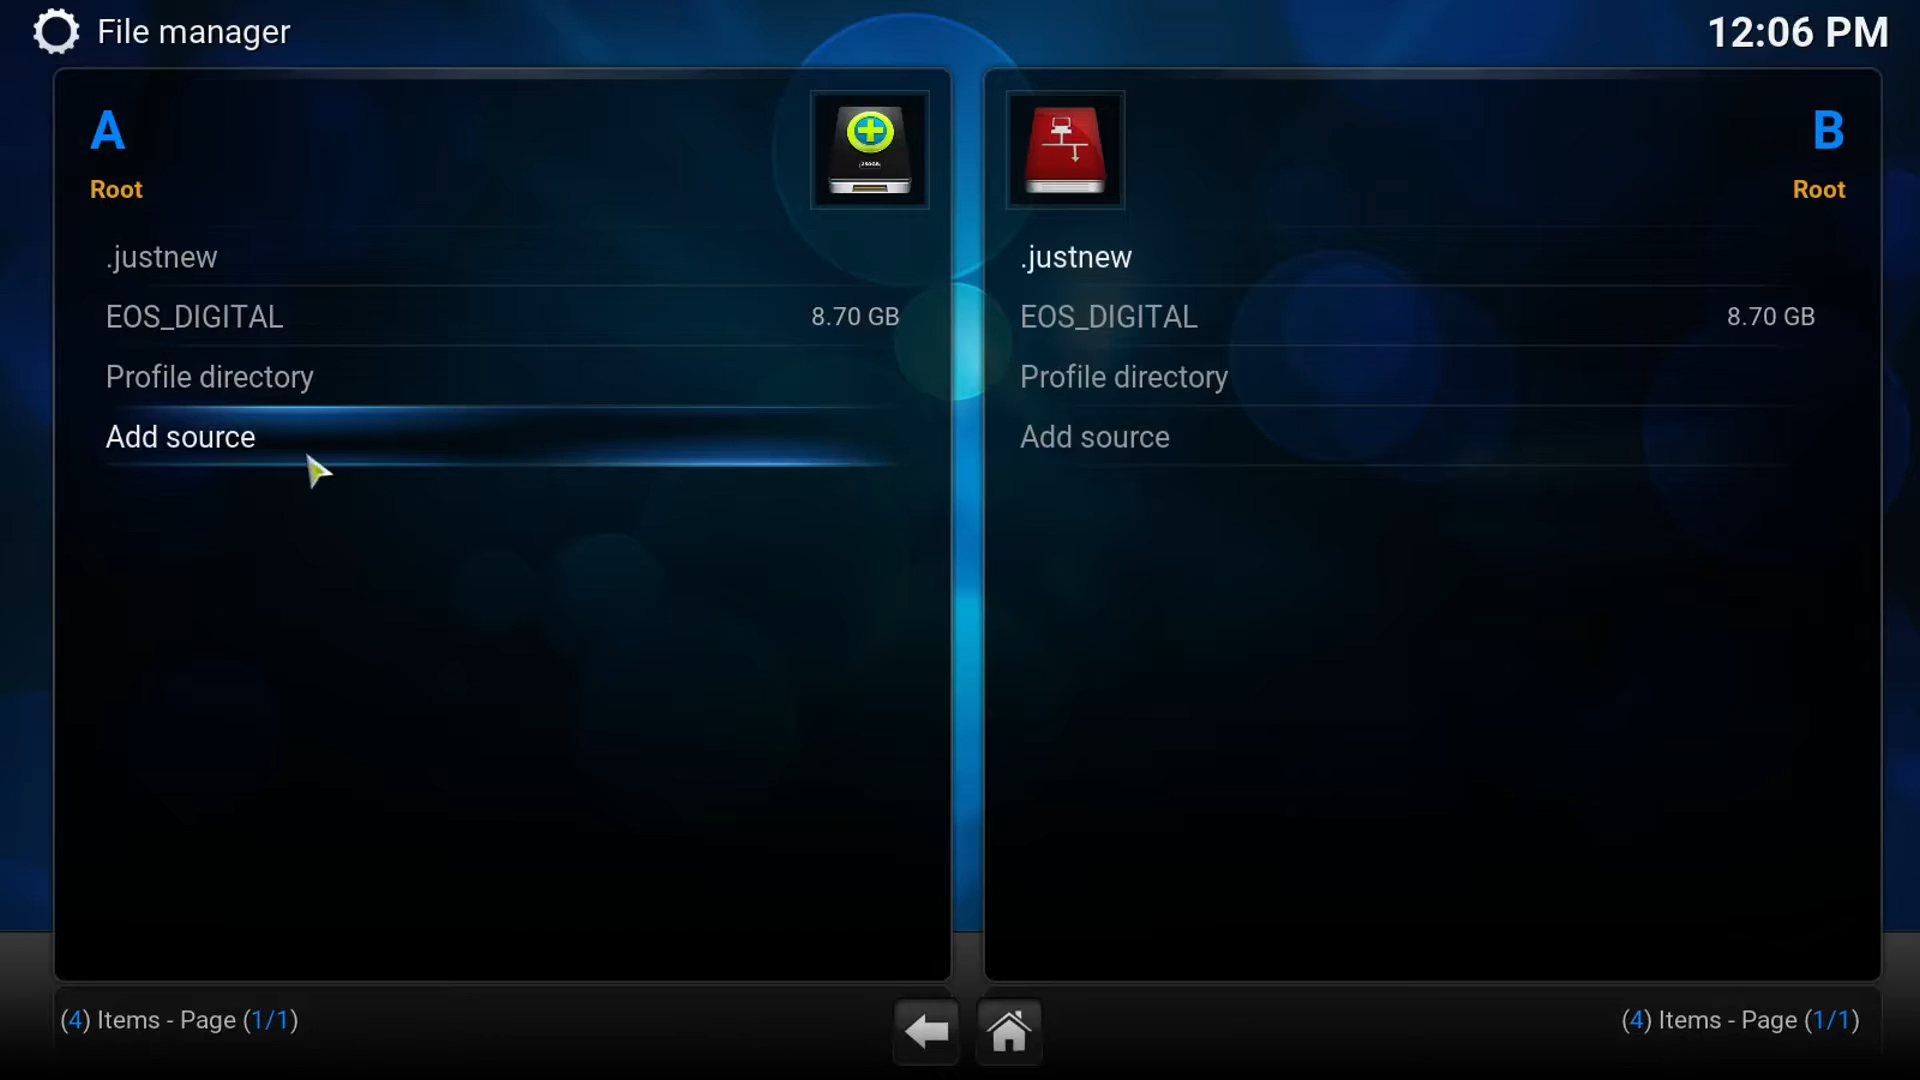 File manager
12:06 PM
A
Root
.justnew
EOS_DIGITAL 8.70 GB
Profile directory
Add source
(4) Items - Page (1/1)
B
Root
.justnew
EOS_DIGITAL 8.70 GB
Profile directory
Add source
(4) Items - Page (1/1)